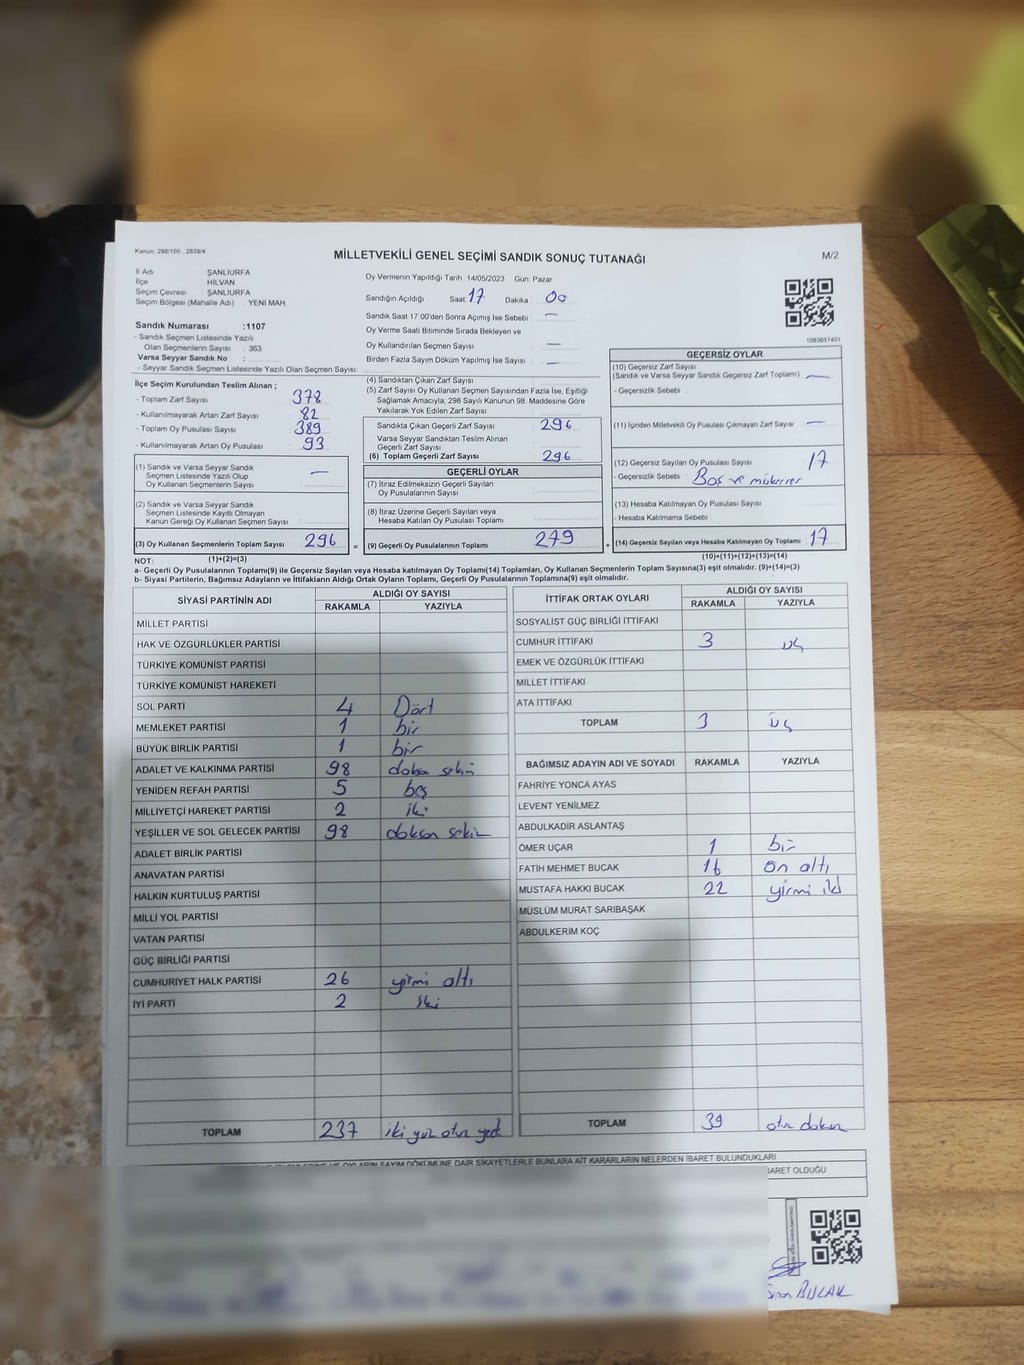 Kanun: 298/105 , 2839/4
MİLLETVEKİLİ GENEL SEÇİMİ SANDIK SONUÇ TUTANAĞI
M/2
İl Adı : ŞANLIURFA
İlçe : HİLVAN
Seçim Çevresi : ŞANLIURFA
Seçim Bölgesi (Mahalle Adı) : YENİ MAH.
Sandık Numarası :1107
- Sandık Seçmen Listesinde Yazılı
Olan Seçmenlerin Sayısı : 363
Varsa Seyyar Sandık No :
- Seyyar Sandık Seçmen Listesinde Yazılı Olan Seçmen Sayısı :
Oy Vermenin Yapıldığı Tarih :14/05/2023 Gün: Pazar
Sandığın Açıldığı Saat: 17 Dakika : 00
Sandık Saat 17:00'den Sonra Açımış İse Sebebi : —
Oy Verme Saati Bitiminde Sırada Bekleyen ve
Oy Kullandırılan Seçmen Sayısı : —
Birden Fazla Sayım Döküm Yapılmış İse Sayısı : —
1083657451
İlçe Seçim Kurulundan Teslim Alınan ;
- Toplam Zarf Sayısı : 378
- Kullanılmayarak Artan Zarf Sayısı : 82
- Toplam Oy Pusulası Sayısı : 389
- Kullanılmayarak Artan Oy Pusulası : 93
(4) Sandıktan Çıkan Zarf Sayısı :
(5) Zarf Sayısı Oy Kullanan Seçmen Sayısından Fazla İse, Eşitliği
Sağlamak Amacıyla, 298 Sayılı Kanunun 98. Maddesine Göre
Yakılarak Yok Edilen Zarf Sayısı :
Sandıkta Çıkan Geçerli Zarf Sayısı : 296
Varsa Seyyar Sandıktan Teslim Alınan
Geçerli Zarf Sayısı :
(6) Toplam Geçerli Zarf Sayısı : 296
GEÇERSİZ OYLAR
(10) Geçersiz Zarf Sayısı
(Sandık ve Varsa Seyyar Sandık Geçersiz Zarf Toplamı) : —
- Geçersizlik Sebebi :
(11) İçinden Milletvekili Oy Pusulası Çıkmayan Zarf Sayısı : —
(12) Geçersiz Sayılan Oy Pusulası Sayısı : 17
- Geçersizlik Sebebi : Boş ve mükerrer
(13) Hesaba Katılmayan Oy Pusulası Sayısı :
- Hesaba Katılmama Sebebi :
(14) Geçersiz Sayılan veya Hesaba Katılmayan Oy Toplamı : 17
(10)+(11)+(12)+(13)=(14)
(1) Sandık ve Varsa Seyyar Sandık
Seçmen Listesinde Yazılı Olup
Oy Kullanan Seçmenlerin Sayısı : —
(2) Sandık ve Varsa Seyyar Sandık
Seçmen Listesinde Kayıtlı Olmayan
Kanun Gereği Oy Kullanan Seçmen Sayısı :
(3) Oy Kullanan Seçmenlerin Toplam Sayısı : 296 =
(1)+(2)=(3)
GEÇERLİ OYLAR
(7) İtiraz Edilmeksizin Geçerli Sayılan
Oy Pusulalarının Sayısı :
(8) İtiraz Üzerine Geçerli Sayılan veya
Hesaba Katılan Oy Pusulası Toplamı :
(9) Geçerli Oy Pusulalarının Toplamı : 279 +
NOT:
a- Geçerli Oy Pusulalarının Toplamı(9) ile Geçersiz Sayılan veya Hesaba katılmayan Oy Toplamı(14) Toplamları, Oy Kullanan Seçmenlerin Toplam Sayısına(3) eşit olmalıdır. (9)+(14)=(3)
b- Siyasi Partilerin, Bağımsız Adayların ve İttifakların Aldığı Ortak Oyların Toplamı, Geçerli Oy Pusulalarının Toplamına(9) eşit olmalıdır.
SİYASİ PARTİNİN ADI ALDIĞI OY SAYISI
RAKAMLA YAZIYLA
MİLLET PARTİSİ
HAK VE ÖZGÜRLÜKLER PARTİSİ
TÜRKİYE KOMÜNİST PARTİSİ
TÜRKİYE KOMÜNİST HAREKETİ
SOL PARTİ 4 Dört
MEMLEKET PARTİSİ 1 bir
BÜYÜK BİRLİK PARTİSİ 1 bir
ADALET VE KALKINMA PARTİSİ 98 doksan sekiz
YENİDEN REFAH PARTİSİ 5 beş
MİLLİYETÇİ HAREKET PARTİSİ 2 iki
YEŞİLLER VE SOL GELECEK PARTİSİ 98 doksan sekiz
ADALET BİRLİK PARTİSİ
ANAVATAN PARTİSİ
HALKIN KURTULUŞ PARTİSİ
MİLLİ YOL PARTİSİ
VATAN PARTİSİ
GÜÇ BİRLİĞİ PARTİSİ
CUMHURİYET HALK PARTİSİ 26 yirmi altı
İYİ PARTİ 2 iki
TOPLAM 237 iki yüz otuz yedi
İTTİFAK ORTAK OYLARI ALDIĞI OY SAYISI
RAKAMLA YAZIYLA
SOSYALİST GÜÇ BİRLİĞİ İTTİFAKI
CUMHUR İTTİFAKI 3 üç
EMEK VE ÖZGÜRLÜK İTTİFAKI
MİLLET İTTİFAKI
ATA İTTİFAKI
TOPLAM 3 üç
BAĞIMSIZ ADAYIN ADI VE SOYADI RAKAMLA YAZIYLA
FAHRİYE YONCA AYAS
LEVENT YENİLMEZ
ABDULKADİR ASLANTAŞ
ÖMER UÇAR 1 bir
FATİH MEHMET BUCAK 16 on altı
MUSTAFA HAKKI BUCAK 22 yirmi iki
MÜSLÜM MURAT SARIBAŞAK
ABDULKERİM KOÇ
TOPLAM 39 otuz dokuz
OYLARIN SAYIM DÖKÜMÜNE DAİR ŞİKAYETLERLE BUNLARA AİT KARARLARIN NELERDEN İBARET BULUNDUKLARI
İBARET OLDUĞU
BUCAK